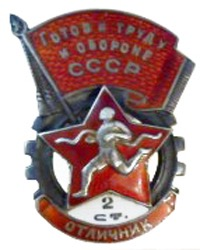 ГОТОВ К ТРУДУ
И ОБОРОНЕ
СССР
2
СТ.
ОТЛИЧНИК